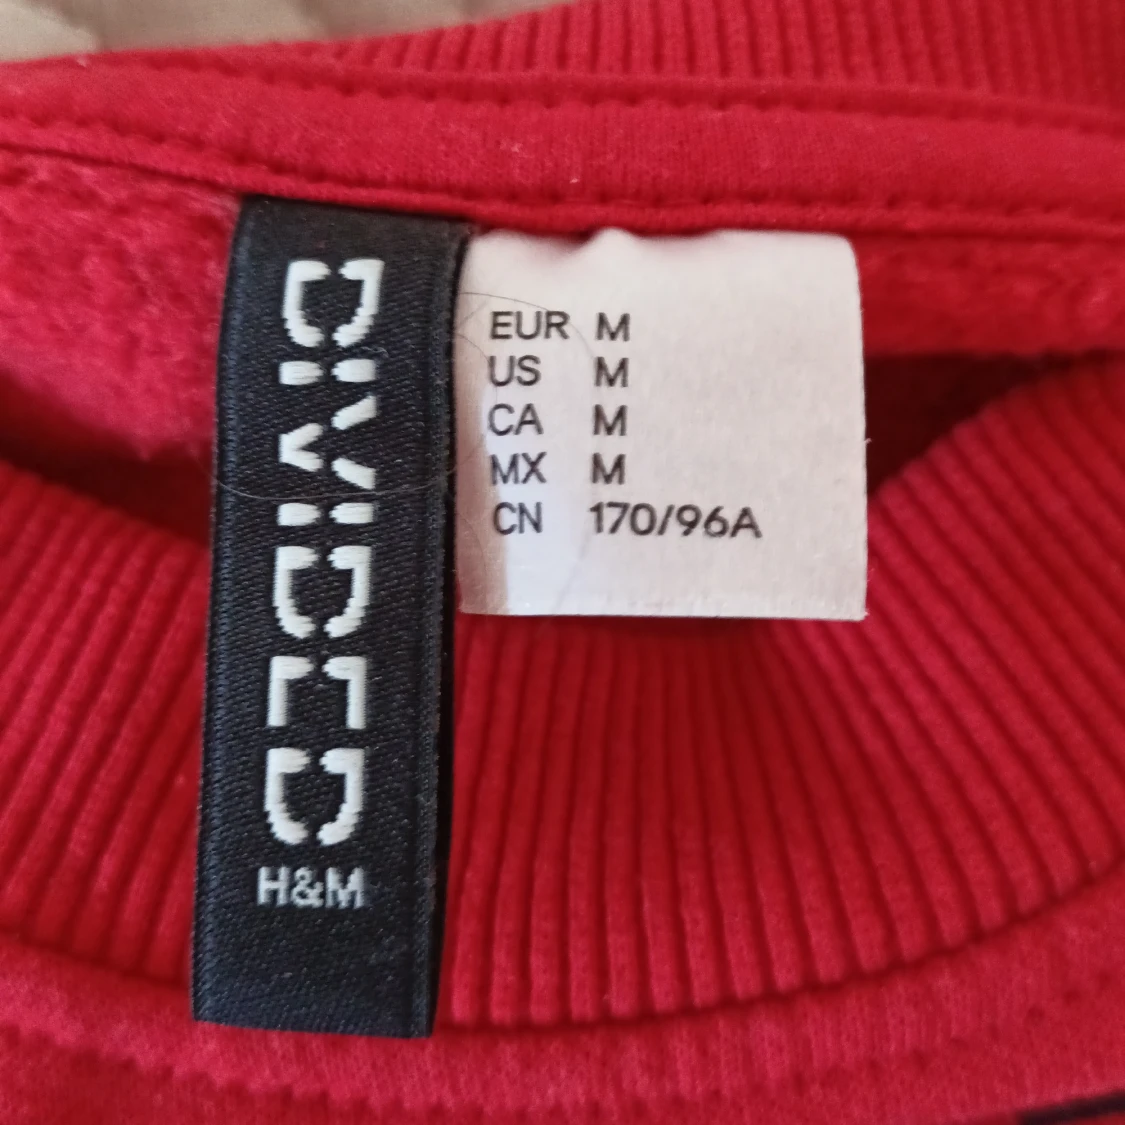 DIVIDED
H&M
EUR M
US M
CA M
MX M
CN 170/96A